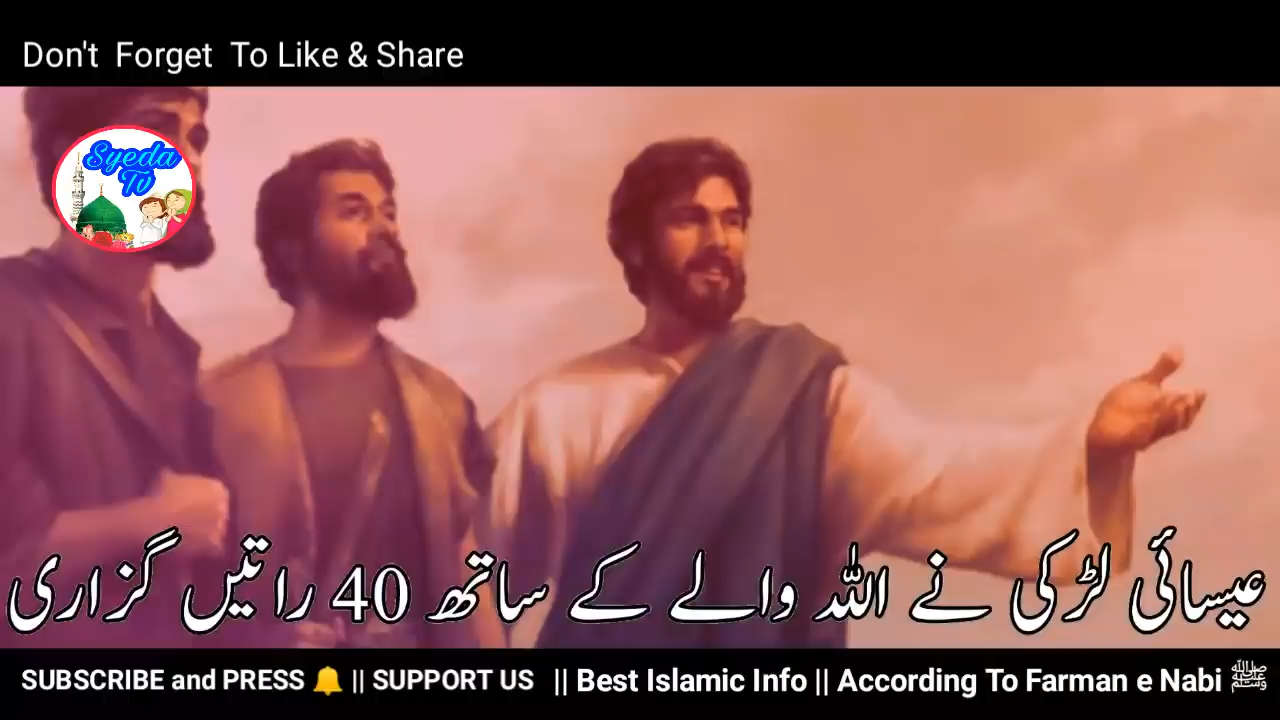 Don't Forget To Like & Share
Syeda
Tv
عیسائی لڑکی نے اللہ والے کے ساتھ 40 راتیں گزاری
SUBSCRIBE and PRESS 🔔 || SUPPORT US || Best Islamic Info || According To Farman e Nabi ﷺ